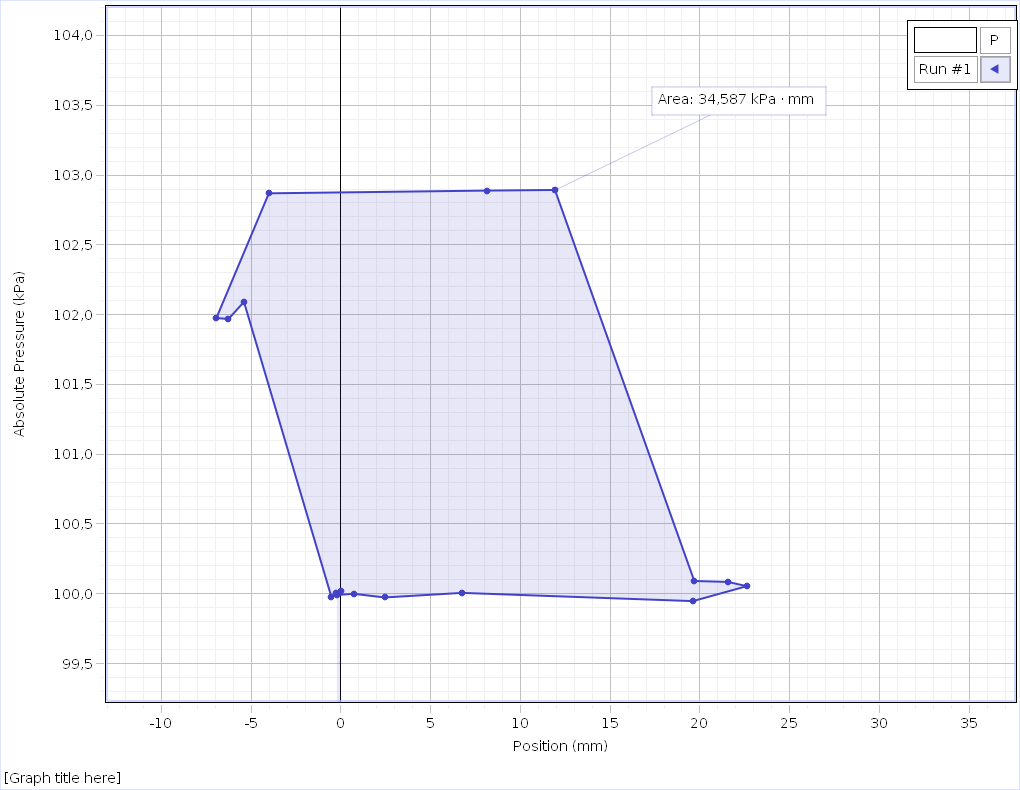 104,0
P
Run #1
103,5
Area: 34,587 kPa · mm
103,0
102,5
102,0
101,5
101,0
100,5
100,0
99,5
Absolute Pressure (kPa)
-10 -5 0 5 10 15 20 25 30 35
Position (mm)
[Graph title here]